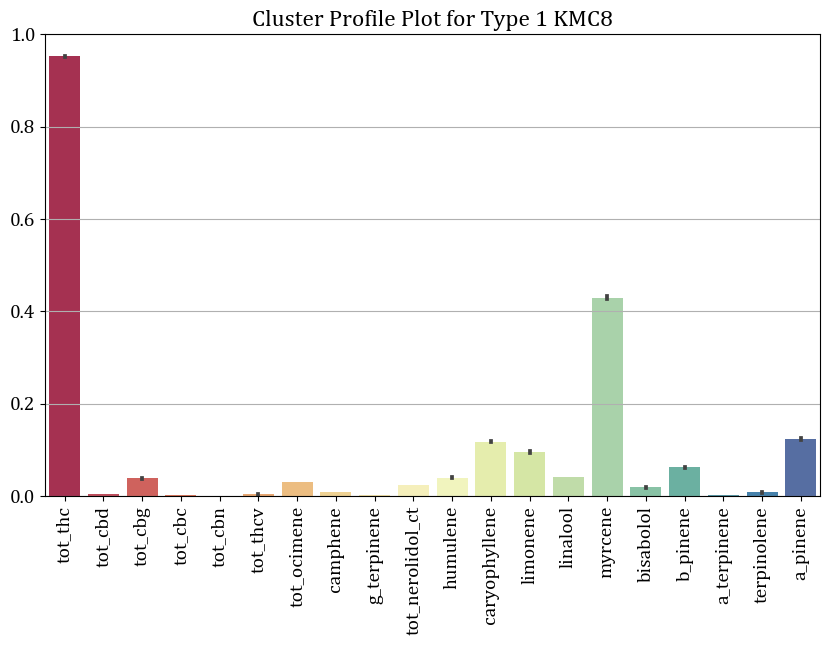 Cluster Profile Plot for Type 1 KMC8
1.0
0.8
0.6
0.4
0.2
0.0
tot_thc
tot_cbd
tot_cbg
tot_cbc
tot_cbn
tot_thcv
tot_ocimene
camphene
g_terpinene
tot_nerolidol_ct
humulene
caryophyllene
limonene
linalool
myrcene
bisabolol
b_pinene
a_terpinene
terpinolene
a_pinene